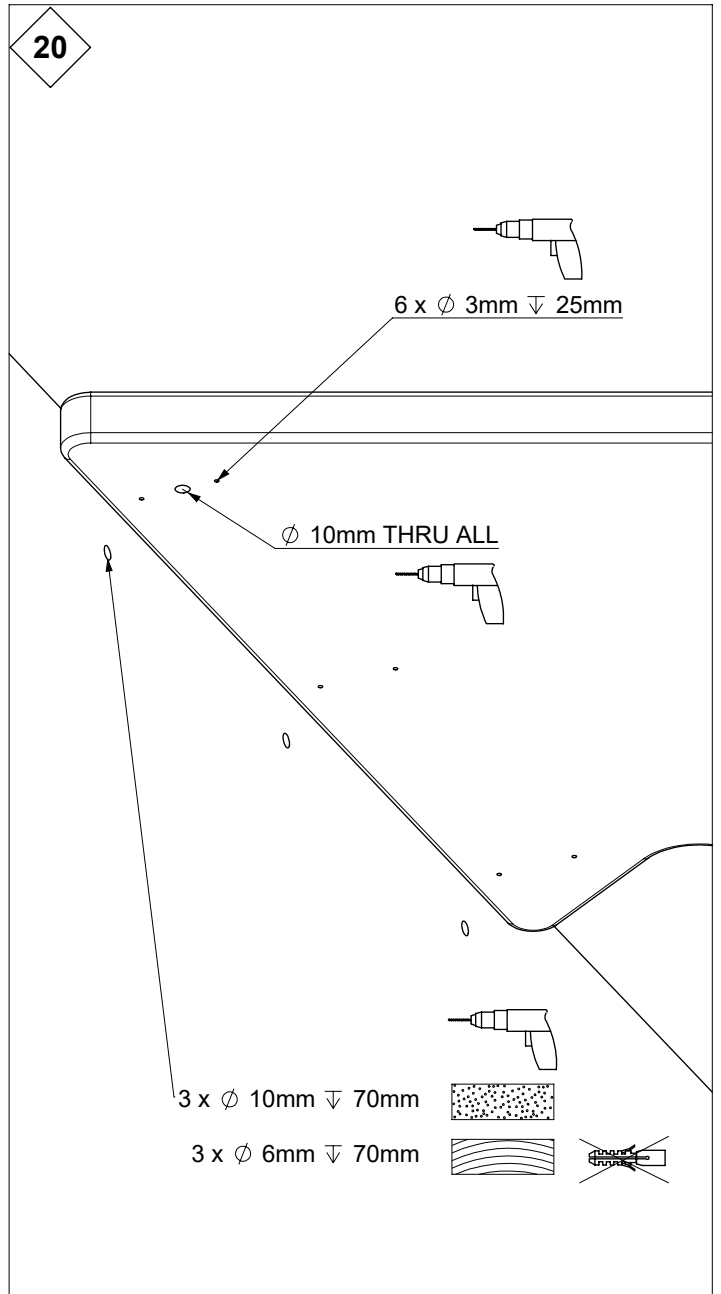 20
6 x ∅ 3mm ↧ 25mm
∅ 10mm THRU ALL
3 x ∅ 10mm ↧ 70mm
3 x ∅ 6mm ↧ 70mm